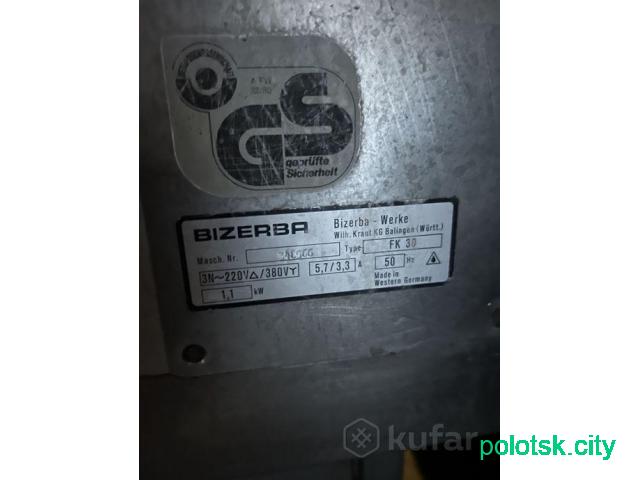 GS
geprüfte
Sicherheit
BIZERBA
Bizerba - Werke
Wilh. Kraut KG Balingen (Württ.)
Masch. Nr. Type FK 30
3N~220V△/380VY 5,7/3,3 A 50 Hz
1,1 kW
Made in
Western Germany
kufar
polotsk.city